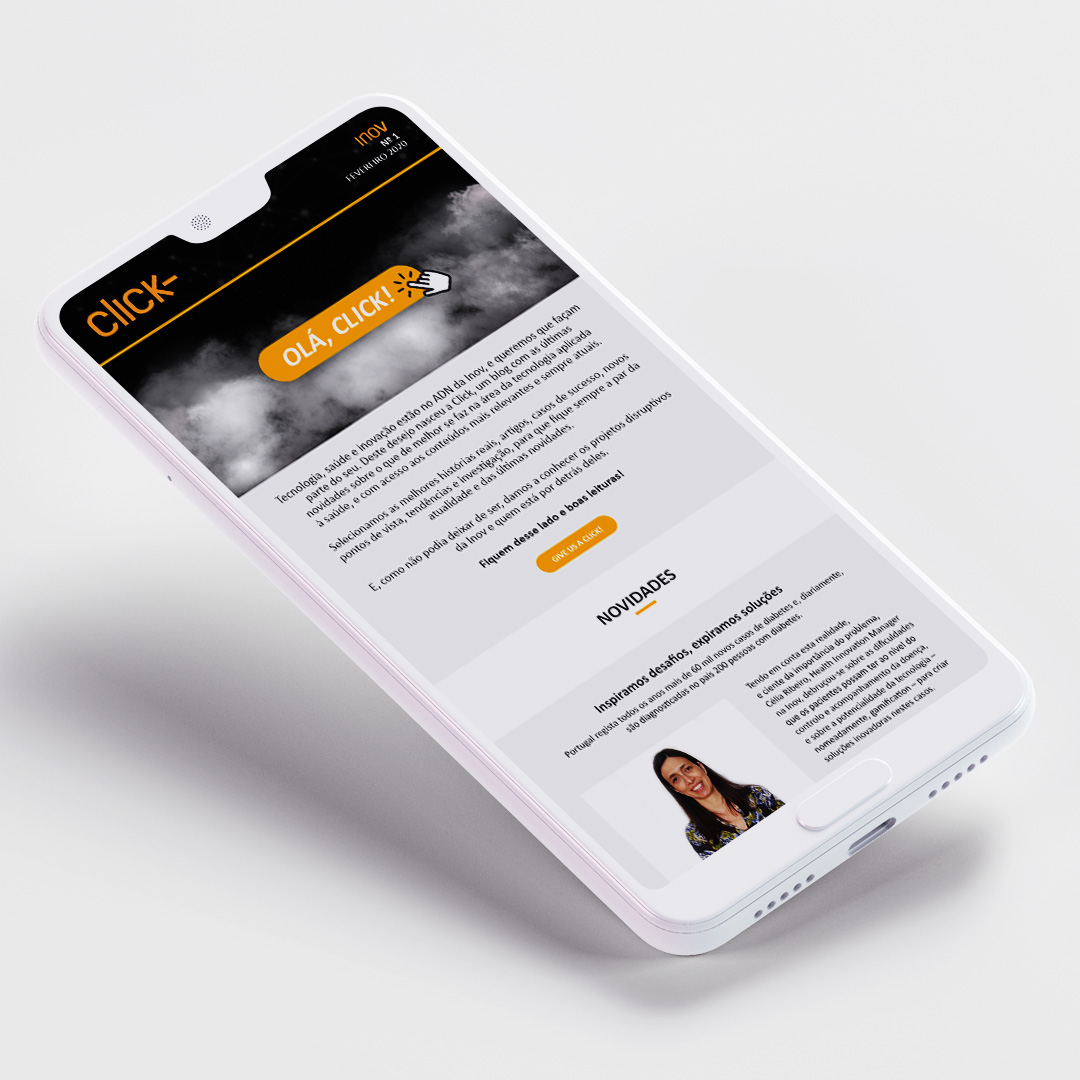 clıcK-
ınov
Nº 1
FEVEREIRO 2020
OLÁ, CLICK!
Tecnologia, saúde e inovação estão no ADN da Inov, e queremos que façam
parte do seu. Deste desejo nasceu a Click, um blog com as últimas
novidades sobre o que de melhor se faz na área da tecnologia aplicada
à saúde, e com acesso aos conteúdos mais relevantes e sempre atuais.
Selecionamos as melhores histórias reais, artigos, casos de sucesso, novos
pontos de vista, tendências e investigação, para que fique sempre a par da
atualidade e das últimas novidades.
E, como não podia deixar de ser, damos a conhecer os projetos disruptivos
da Inov e quem está por detrás deles.
Fiquem desse lado e boas leituras!
GIVE US A CLICK!
NOVIDADES
Inspiramos desafios, expiramos soluções
Portugal regista todos os anos mais de 60 mil novos casos de diabetes e, diariamente,
são diagnosticadas no país 200 pessoas com diabetes.
Tendo em conta esta realidade,
e ciente da importância do problema,
Célia Ribeiro, Health Innovation Manager
na Inov, debruçou-se sobre as dificuldades
que os pacientes possam ter ao nível do
controlo e acompanhamento da doença,
e sobre a potencialidade da tecnologia –
nomeadamente, gamification – para criar
soluções inovadoras nestes casos.